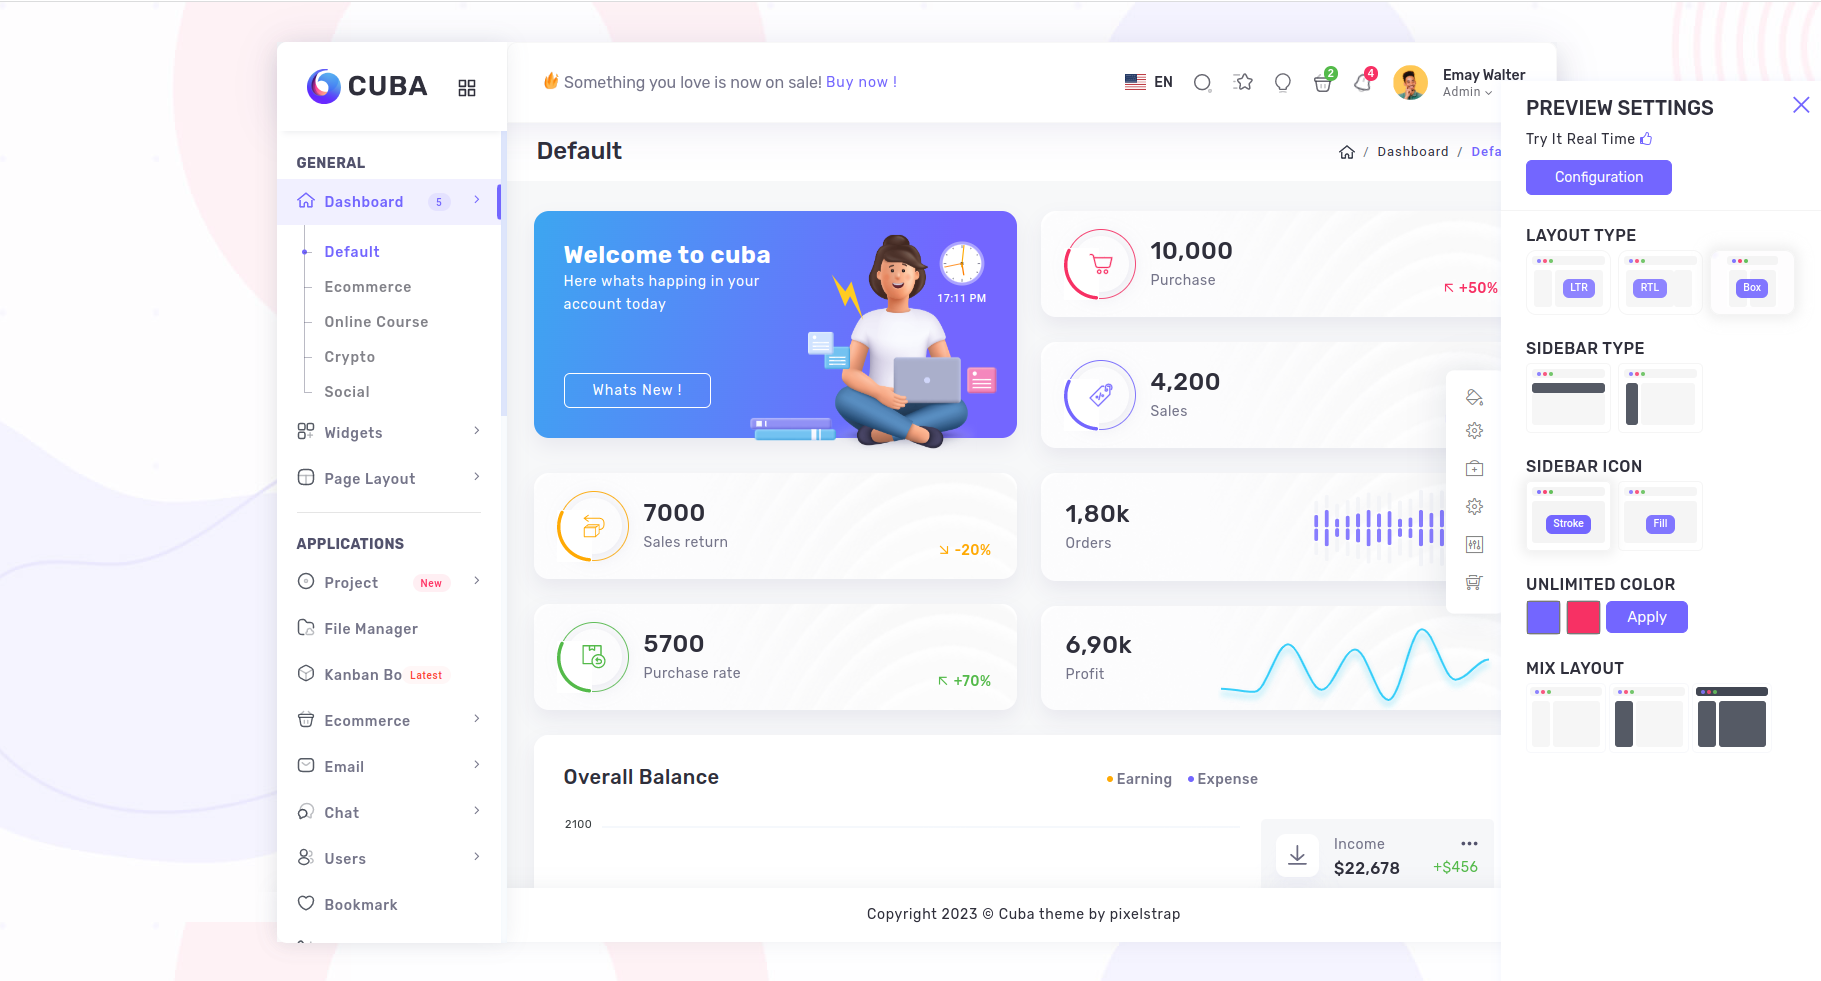 CUBA
GENERAL
Dashboard 5
Default
Ecommerce
Online Course
Crypto
Social
Widgets
Page Layout
APPLICATIONS
Project New
File Manager
Kanban Bo Latest
Ecommerce
Email
Chat
Users
Bookmark
Something you love is now on sale! Buy now !
EN
2
4
Emay Walter
Admin
Default
/ Dashboard / Defa
Welcome to cuba
Here whats happing in your
account today
17:11 PM
Whats New !
10,000
Purchase
+50%
4,200
Sales
7000
Sales return
-20%
1,80k
Orders
5700
Purchase rate
+70%
6,90k
Profit
Overall Balance
Earning Expense
2100
Income
$22,678
+$456
Copyright 2023 © Cuba theme by pixelstrap
PREVIEW SETTINGS
Try It Real Time
Configuration
LAYOUT TYPE
LTR RTL Box
SIDEBAR TYPE
SIDEBAR ICON
Stroke Fill
UNLIMITED COLOR
Apply
MIX LAYOUT